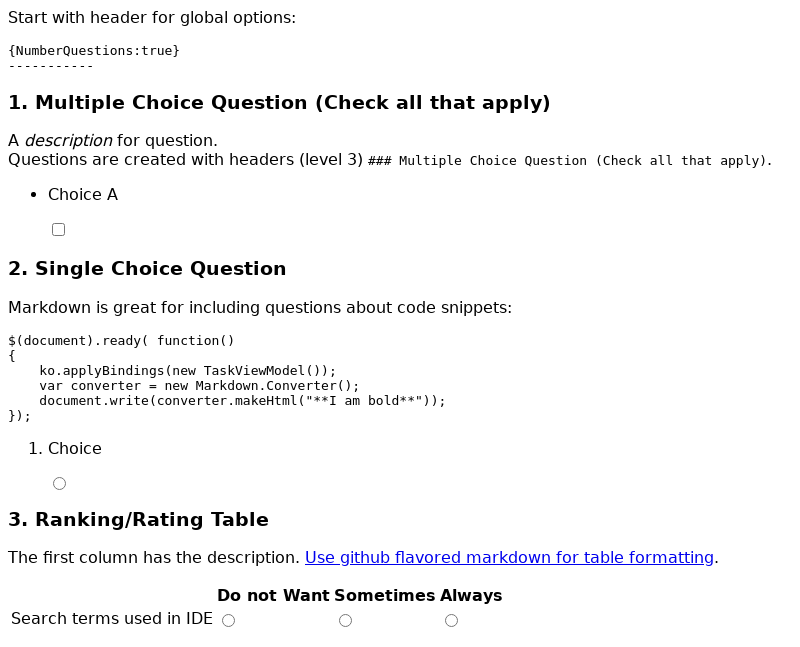 Start with header for global options:
{NumberQuestions:true}
-----------
1. Multiple Choice Question (Check all that apply)
A description for question.
Questions are created with headers (level 3) ### Multiple Choice Question (Check all that apply).
• Choice A
2. Single Choice Question
Markdown is great for including questions about code snippets:
$(document).ready( function()
{
    ko.applyBindings(new TaskViewModel());
    var converter = new Markdown.Converter();
    document.write(converter.makeHtml("**I am bold**"));
});
1. Choice
3. Ranking/Rating Table
The first column has the description. Use github flavored markdown for table formatting.
Do not Want Sometimes Always
Search terms used in IDE